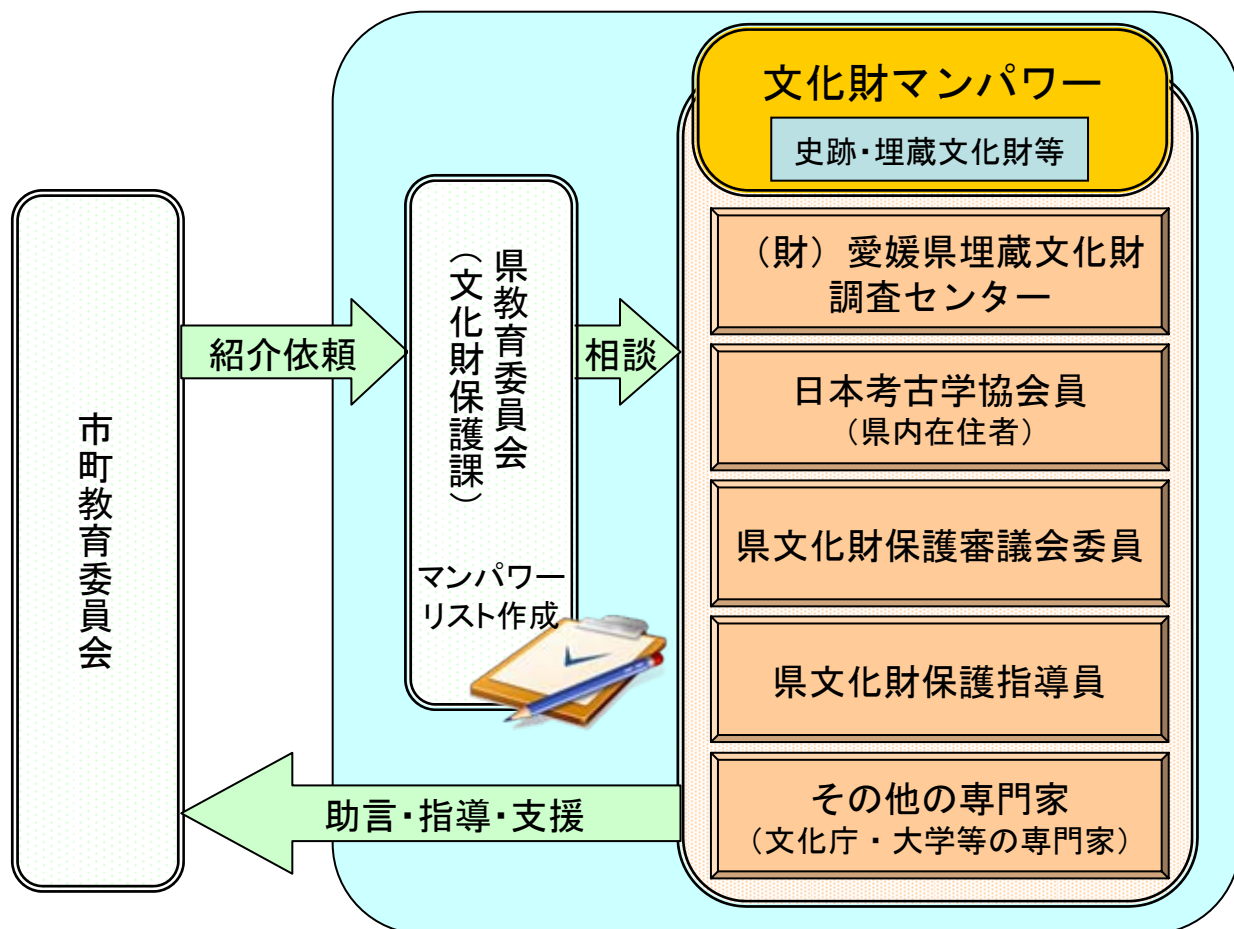 市町教育委員会
紹介依頼
県教育委員会
（文化財保護課）
マンパワー
リスト作成
相談
文化財マンパワー
史跡・埋蔵文化財等
（財）愛媛県埋蔵文化財
調査センター
日本考古学協会員
（県内在住者）
県文化財保護審議会委員
県文化財保護指導員
その他の専門家
（文化庁・大学等の専門家）
助言・指導・支援